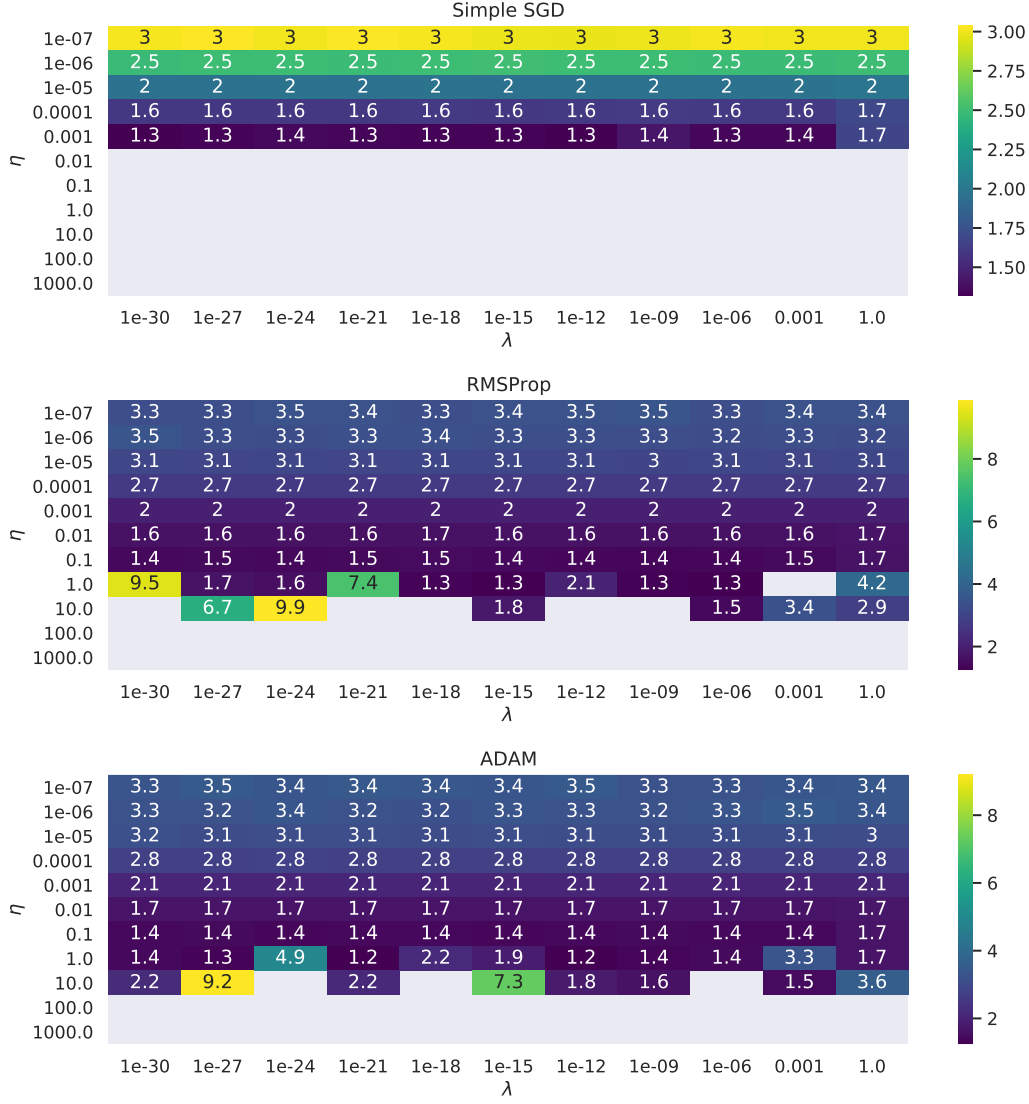 Simple SGD
1e-07 3 3 3 3 3 3 3 3 3 3 3 3.00
1e-06 2.5 2.5 2.5 2.5 2.5 2.5 2.5 2.5 2.5 2.5 2.5 2.75
1e-05 2 2 2 2 2 2 2 2 2 2 2 2.50
0.0001 1.6 1.6 1.6 1.6 1.6 1.6 1.6 1.6 1.6 1.6 1.7
0.001 1.3 1.3 1.4 1.3 1.3 1.3 1.3 1.4 1.3 1.4 1.7 2.25
η 0.01
0.1 2.00
1.0
10.0 1.75
100.0 1.50
1000.0
1e-30 1e-27 1e-24 1e-21 1e-18 1e-15 1e-12 1e-09 1e-06 0.001 1.0
λ
RMSProp
1e-07 3.3 3.3 3.5 3.4 3.3 3.4 3.5 3.5 3.3 3.4 3.4
1e-06 3.5 3.3 3.3 3.3 3.4 3.3 3.3 3.3 3.2 3.3 3.2
1e-05 3.1 3.1 3.1 3.1 3.1 3.1 3.1 3 3.1 3.1 3.1 8
0.0001 2.7 2.7 2.7 2.7 2.7 2.7 2.7 2.7 2.7 2.7 2.7
0.001 2 2 2 2 2 2 2 2 2 2 2 6
η 0.01 1.6 1.6 1.6 1.6 1.7 1.6 1.6 1.6 1.6 1.6 1.7
0.1 1.4 1.5 1.4 1.5 1.5 1.4 1.4 1.4 1.4 1.5 1.7
1.0 9.5 1.7 1.6 7.4 1.3 1.3 2.1 1.3 1.3 4.2 4
10.0 6.7 9.9 1.8 1.5 3.4 2.9
100.0 2
1000.0
1e-30 1e-27 1e-24 1e-21 1e-18 1e-15 1e-12 1e-09 1e-06 0.001 1.0
λ
ADAM
1e-07 3.3 3.5 3.4 3.4 3.4 3.4 3.5 3.3 3.3 3.4 3.4
1e-06 3.3 3.2 3.4 3.2 3.2 3.3 3.3 3.2 3.3 3.5 3.4
1e-05 3.2 3.1 3.1 3.1 3.1 3.1 3.1 3.1 3.1 3.1 3 8
0.0001 2.8 2.8 2.8 2.8 2.8 2.8 2.8 2.8 2.8 2.8 2.8
0.001 2.1 2.1 2.1 2.1 2.1 2.1 2.1 2.1 2.1 2.1 2.1 6
η 0.01 1.7 1.7 1.7 1.7 1.7 1.7 1.7 1.7 1.7 1.7 1.7
0.1 1.4 1.4 1.4 1.4 1.4 1.4 1.4 1.4 1.4 1.4 1.7
1.0 1.4 1.3 4.9 1.2 2.2 1.9 1.2 1.4 1.4 3.3 1.7 4
10.0 2.2 9.2 2.2 7.3 1.8 1.6 1.5 3.6
100.0 2
1000.0
1e-30 1e-27 1e-24 1e-21 1e-18 1e-15 1e-12 1e-09 1e-06 0.001 1.0
λ